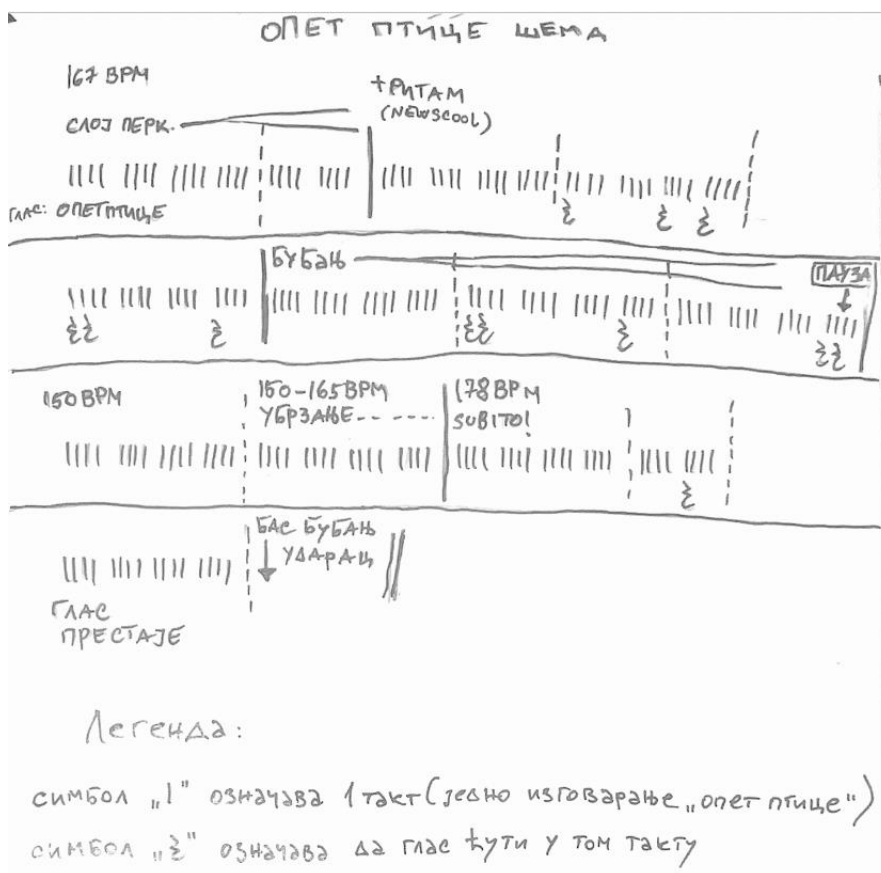 ОПЕТ ПТИЦЕ ШЕМА
167 BPM
+РИТАМ
(NEWSCOOL)
СЛОЈ ПЕРК.
ГЛАС: ОПЕТ ПТИЦЕ
БУБАЊ
ПАУЗА
150 BPM
150-165 BPM
УБРЗАЊЕ
178 BPM
SUBITO!
БАС БУБАЊ
УДАРАЦ
ГЛАС
ПРЕСТАЈЕ
Легенда:
симбол „I" означава 1 такт (једно изговарање „опет птице")
симбол „ξ" означава да глас ћути у том такту